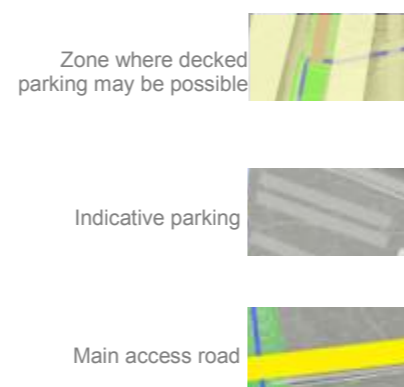 Zone where decked
parking may be possible
Indicative parking
Main access road